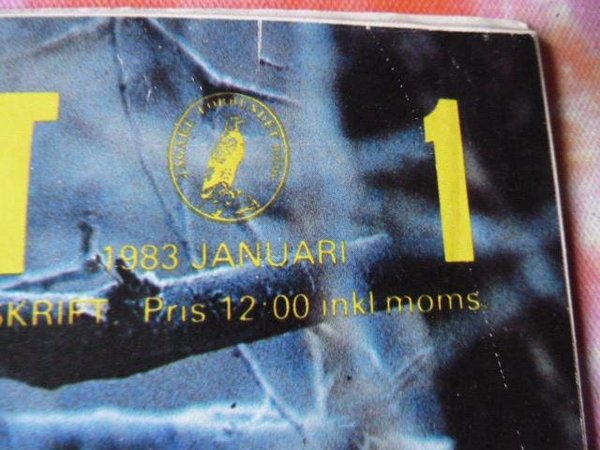 T
1
1983 JANUARI
SKRIFT. Pris 12:00 inkl moms.